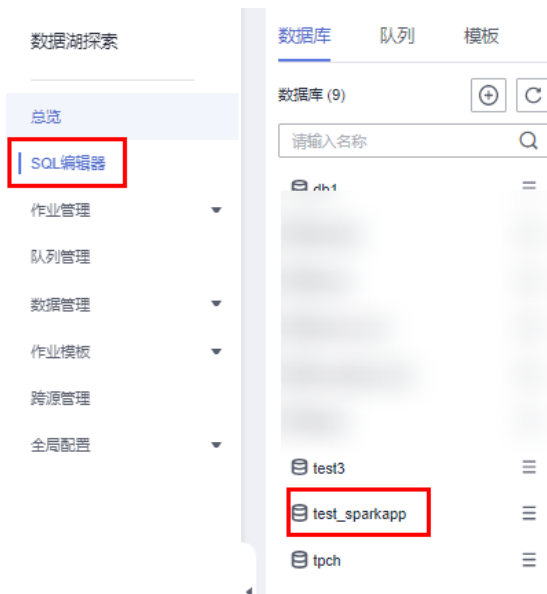 数据湖探索
总览
SQL编辑器
作业管理
队列管理
数据管理
作业模板
跨源管理
全局配置
数据库 队列 模板
数据库 (9)
请输入名称
db1
test3
test_sparkapp
tpch